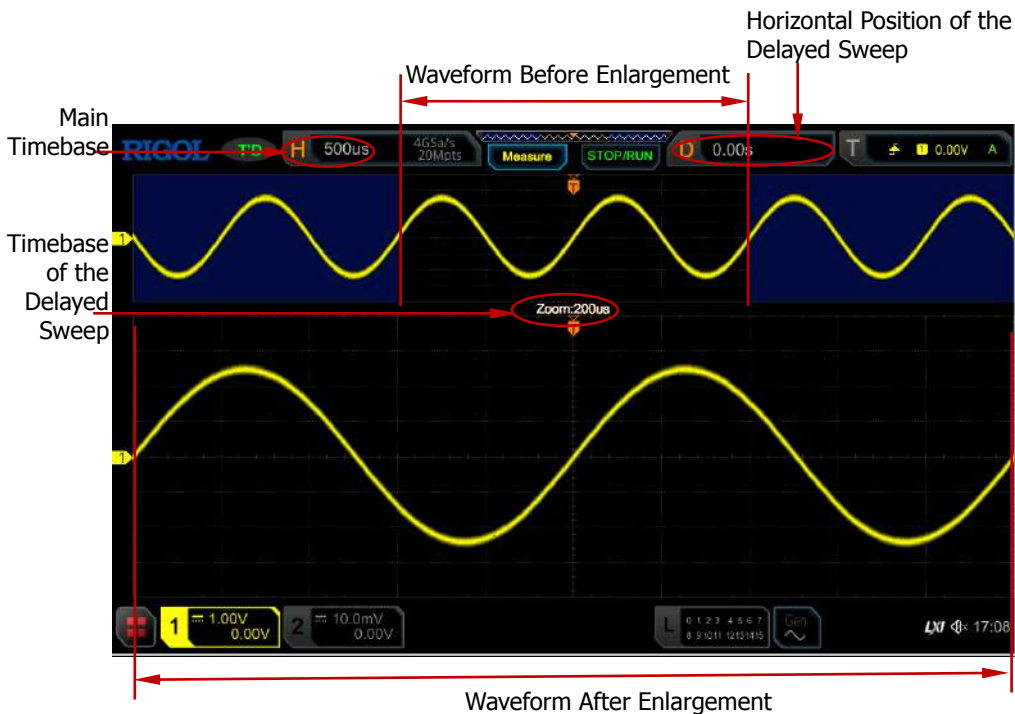 Horizontal Position of the
Delayed Sweep
Waveform Before Enlargement
Main
Timebase
RIGOL T'D H 500us 4GSa/s
20Mpts
Measure STOP/RUN D 0.00s T 1 0.00V A
T
1
Timebase
of the
Delayed
Sweep
Zoom:200us
T
1
1 1.00V
0.00V
2 10.0mV
0.00V
L 0 1 2 3 4 5 6 7
8 9 10 11 12 13 14 15
Gen
LXI 17:08
Waveform After Enlargement